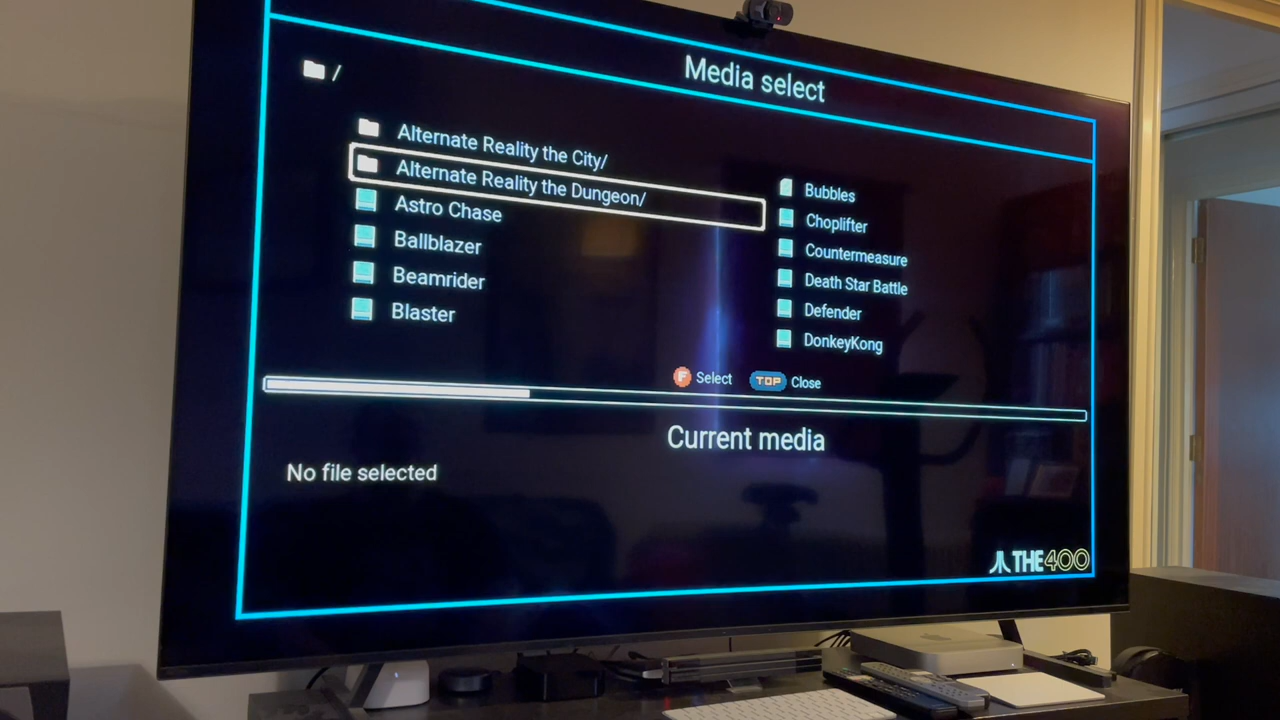 Media select
/
Alternate Reality the City/
Alternate Reality the Dungeon/
Astro Chase
Ballblazer
Beamrider
Blaster
Bubbles
Choplifter
Countermeasure
Death Star Battle
Defender
DonkeyKong
F Select TOP Close
Current media
No file selected
THE400